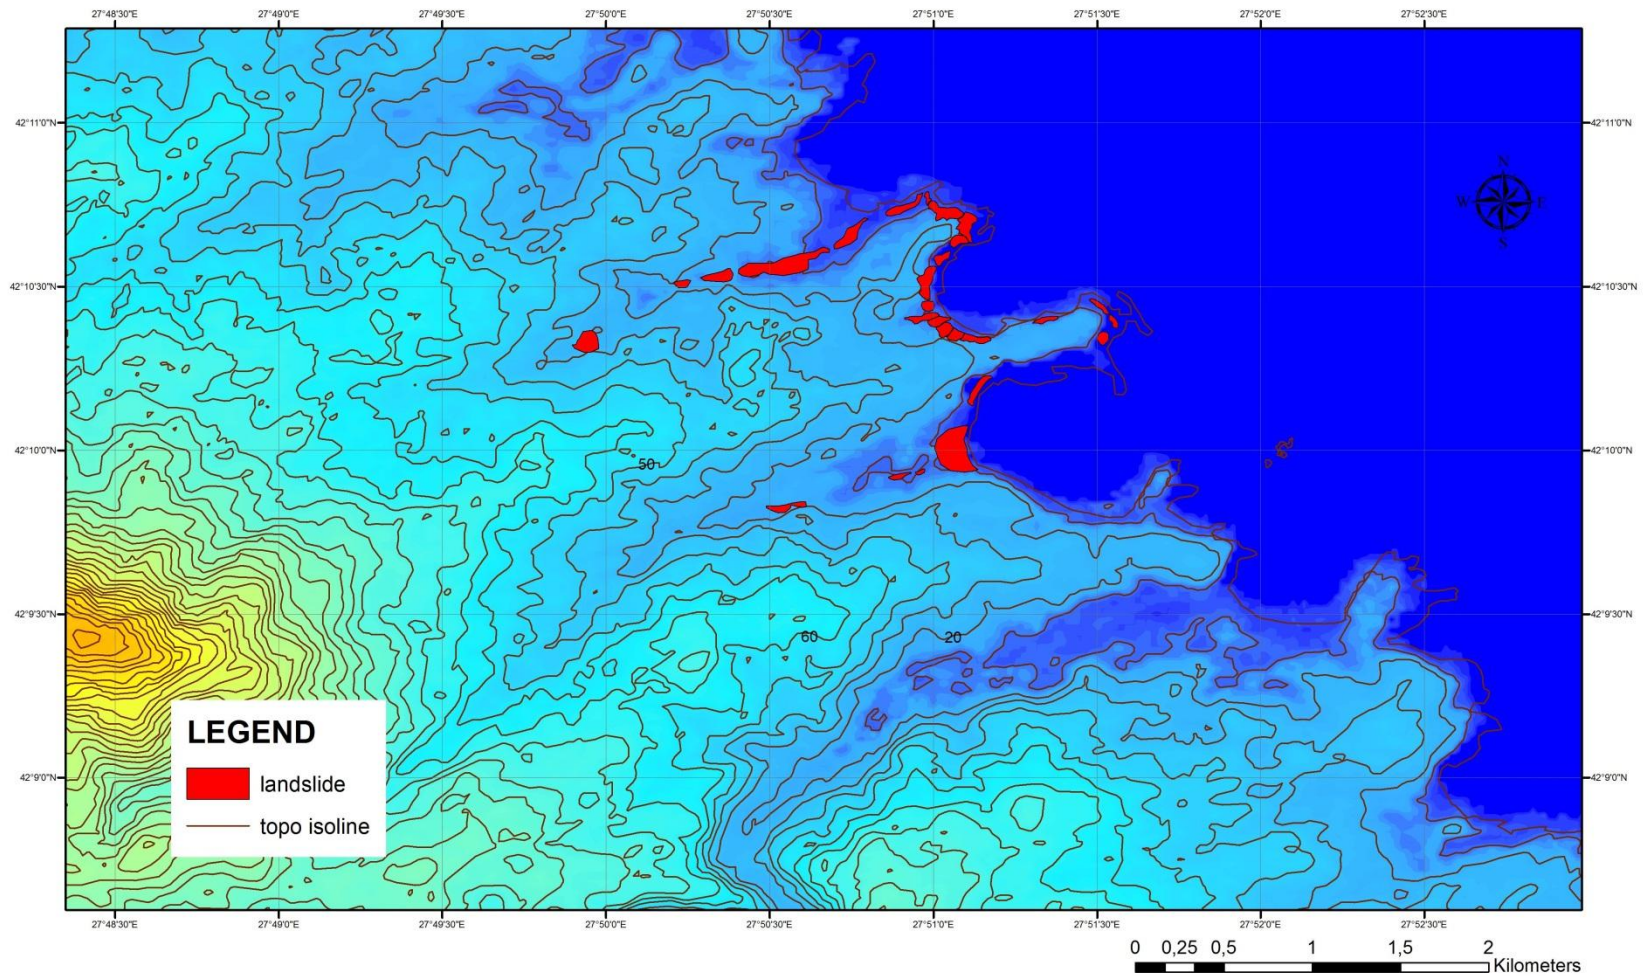 27°48'30"E 27°49'0"E 27°49'30"E 27°50'0"E 27°50'30"E 27°51'0"E 27°51'30"E 27°52'0"E 27°52'30"E
42°11'0"N 42°11'0"N
N
W E
S
42°10'30"N 42°10'30"N
42°10'0"N 42°10'0"N
50
42°9'30"N 42°9'30"N
60 20
LEGEND
landslide
topo isoline
42°9'0"N 42°9'0"N
27°48'30"E 27°49'0"E 27°49'30"E 27°50'0"E 27°50'30"E 27°51'0"E 27°51'30"E 27°52'0"E 27°52'30"E
0 0,25 0,5 1 1,5 2
Kilometers